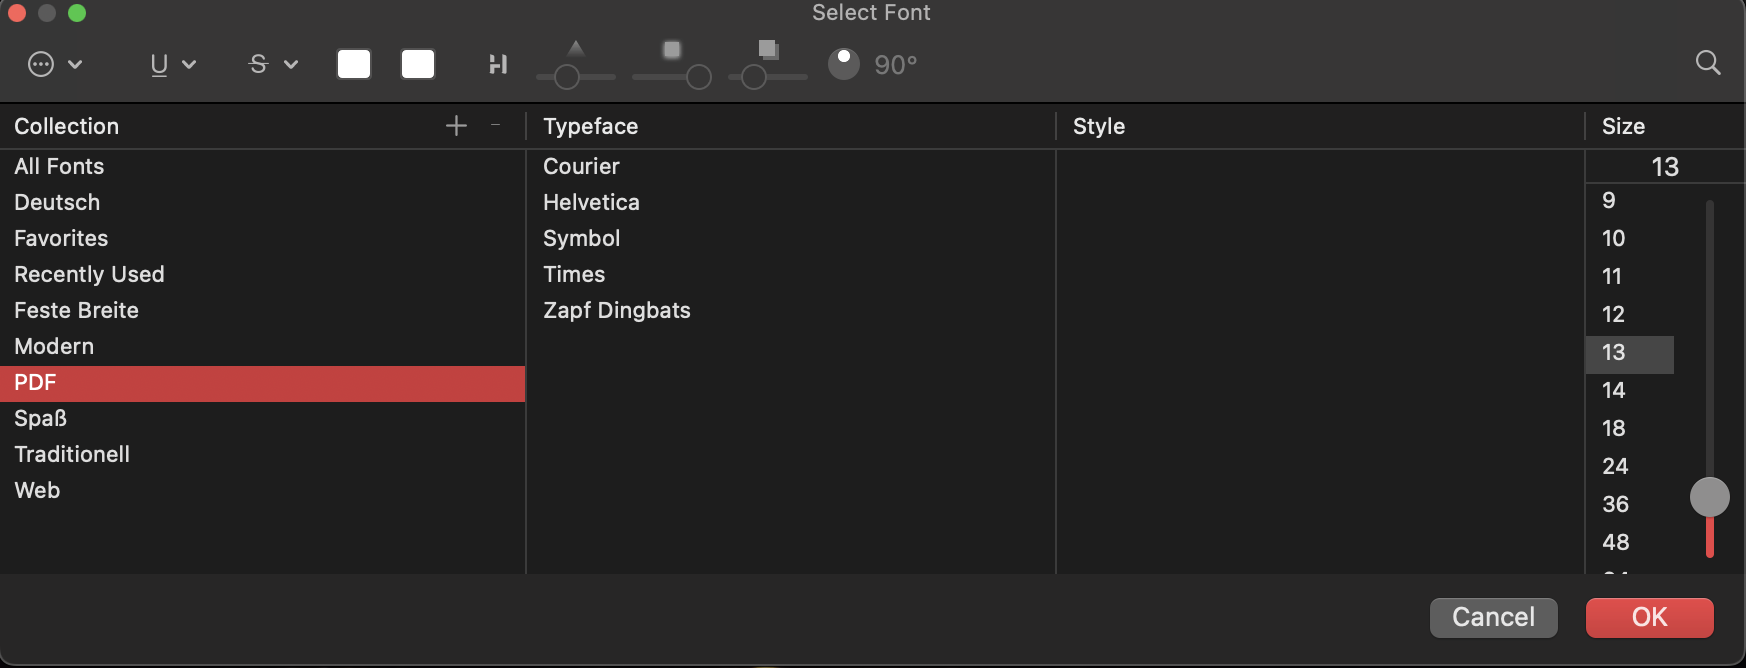 Select Font
U
S
90°
Collection
Typeface
Style
Size
All Fonts
Deutsch
Favorites
Recently Used
Feste Breite
Modern
PDF
Spaß
Traditionell
Web
Courier
Helvetica
Symbol
Times
Zapf Dingbats
13
9
10
11
12
13
14
18
24
36
48
Cancel
OK